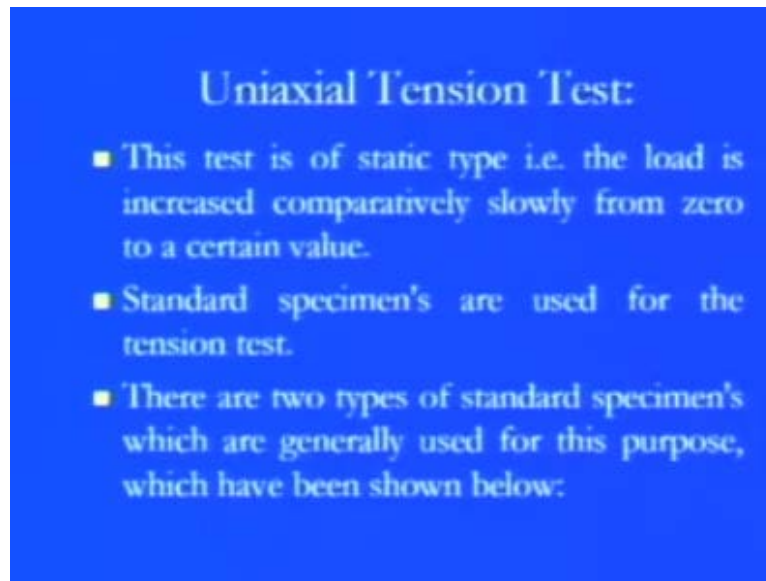 Uniaxial Tension Test:
This test is of static type i.e. the load is
increased comparatively slowly from zero
to a certain value.
Standard specimen's are used for the
tension test.
There are two types of standard specimen's
which are generally used for this purpose,
which have been shown below: